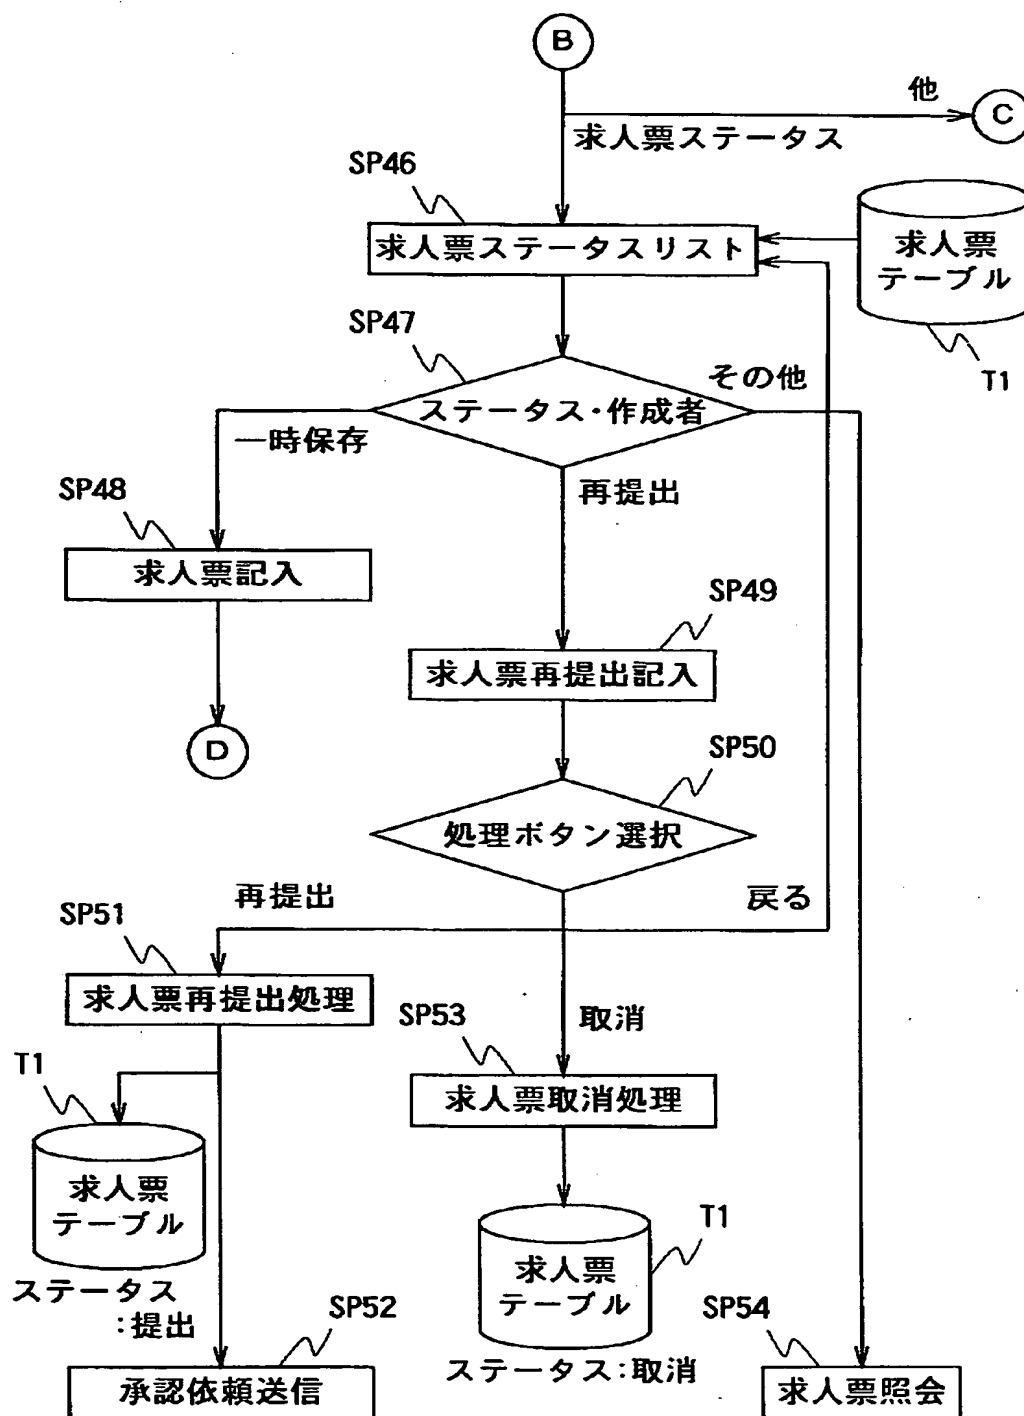 B
他
C
求人票ステータス
SP46
求人票ステータスリスト
求人票
テーブル
T1
SP47
その他
ステータス・作成者
一時保存
再提出
SP48
求人票記入
D
SP49
求人票再提出記入
SP50
処理ボタン選択
再提出
戻る
SP51
求人票再提出処理
取消
SP53
求人票取消処理
T1
求人票
テーブル
ステータス
:提出
T1
求人票
テーブル
ステータス:取消
SP52
承認依頼送信
SP54
求人票照会